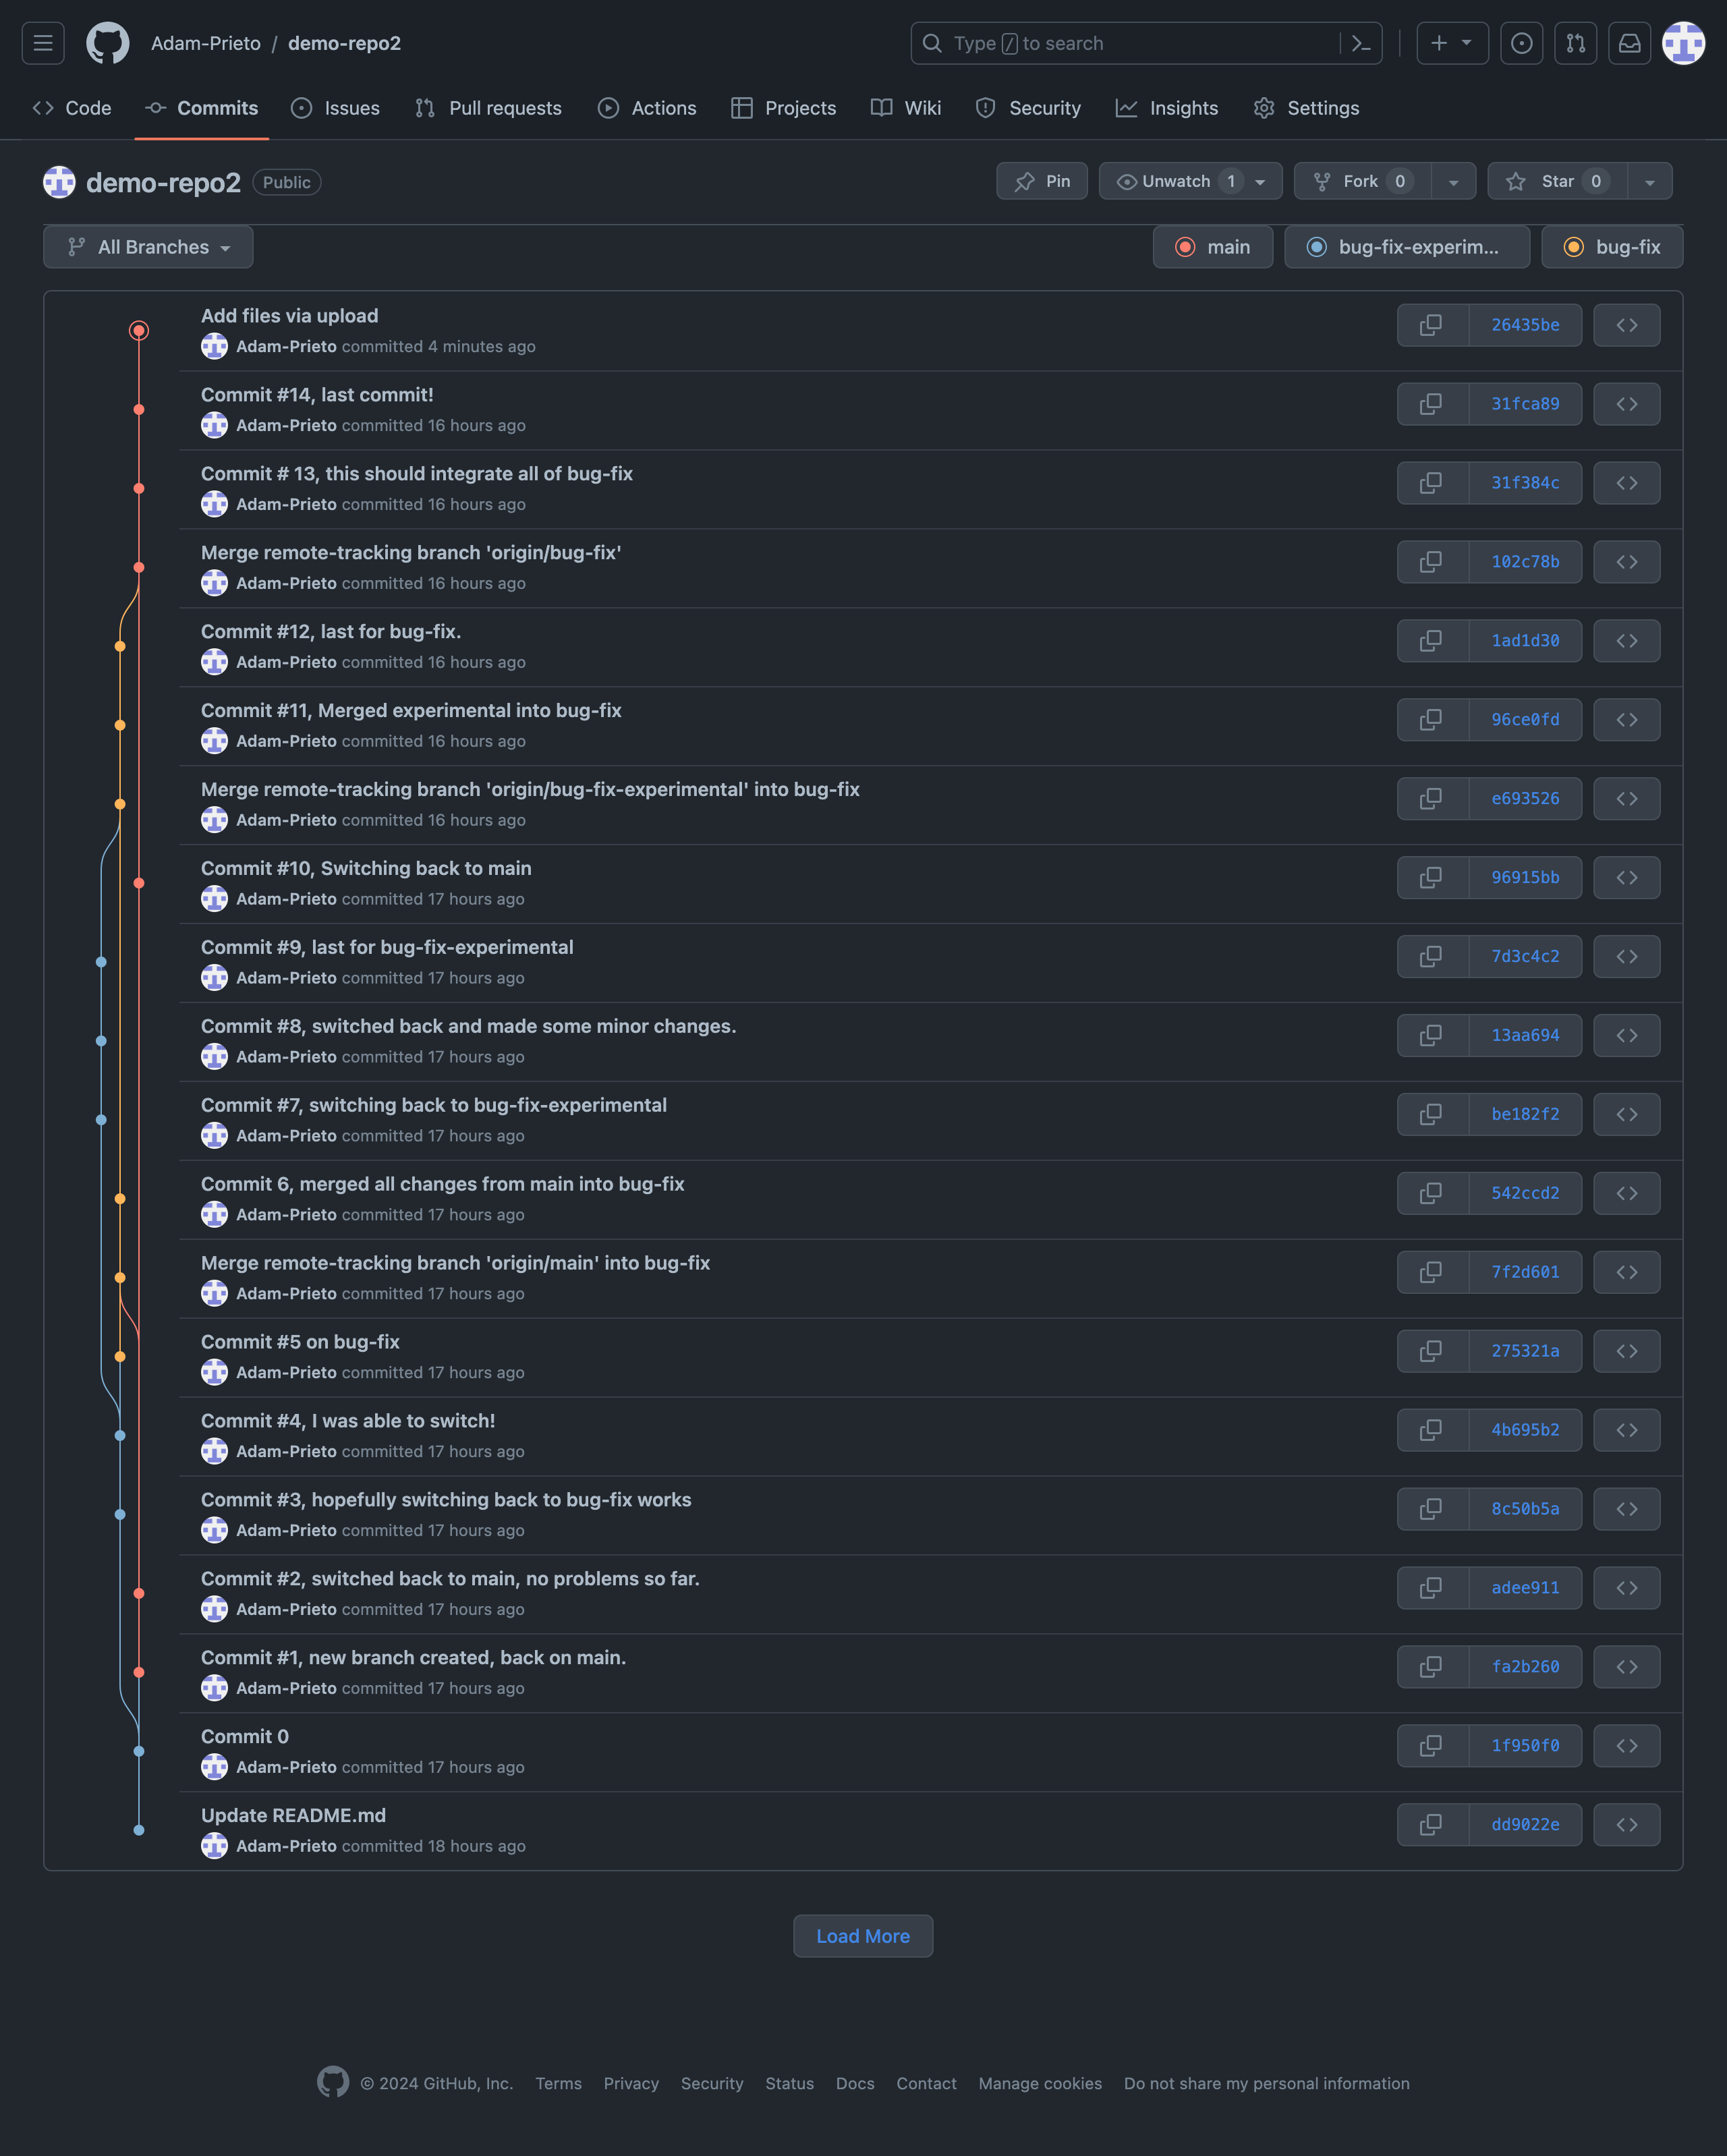 Adam-Prieto / demo-repo2
Type / to search
Code Commits Issues Pull requests Actions Projects Wiki Security Insights Settings
demo-repo2 Public
Pin Unwatch 1 Fork 0 Star 0
All Branches
main bug-fix-experim... bug-fix
Add files via upload
Adam-Prieto committed 4 minutes ago
26435be
Commit #14, last commit!
Adam-Prieto committed 16 hours ago
31fca89
Commit # 13, this should integrate all of bug-fix
Adam-Prieto committed 16 hours ago
31f384c
Merge remote-tracking branch 'origin/bug-fix'
Adam-Prieto committed 16 hours ago
102c78b
Commit #12, last for bug-fix.
Adam-Prieto committed 16 hours ago
1ad1d30
Commit #11, Merged experimental into bug-fix
Adam-Prieto committed 16 hours ago
96ce0fd
Merge remote-tracking branch 'origin/bug-fix-experimental' into bug-fix
Adam-Prieto committed 16 hours ago
e693526
Commit #10, Switching back to main
Adam-Prieto committed 17 hours ago
96915bb
Commit #9, last for bug-fix-experimental
Adam-Prieto committed 17 hours ago
7d3c4c2
Commit #8, switched back and made some minor changes.
Adam-Prieto committed 17 hours ago
13aa694
Commit #7, switching back to bug-fix-experimental
Adam-Prieto committed 17 hours ago
be182f2
Commit 6, merged all changes from main into bug-fix
Adam-Prieto committed 17 hours ago
542ccd2
Merge remote-tracking branch 'origin/main' into bug-fix
Adam-Prieto committed 17 hours ago
7f2d601
Commit #5 on bug-fix
Adam-Prieto committed 17 hours ago
275321a
Commit #4, I was able to switch!
Adam-Prieto committed 17 hours ago
4b695b2
Commit #3, hopefully switching back to bug-fix works
Adam-Prieto committed 17 hours ago
8c50b5a
Commit #2, switched back to main, no problems so far.
Adam-Prieto committed 17 hours ago
adee911
Commit #1, new branch created, back on main.
Adam-Prieto committed 17 hours ago
fa2b260
Commit 0
Adam-Prieto committed 17 hours ago
1f950f0
Update README.md
Adam-Prieto committed 18 hours ago
dd9022e
Load More
© 2024 GitHub, Inc. Terms Privacy Security Status Docs Contact Manage cookies Do not share my personal information